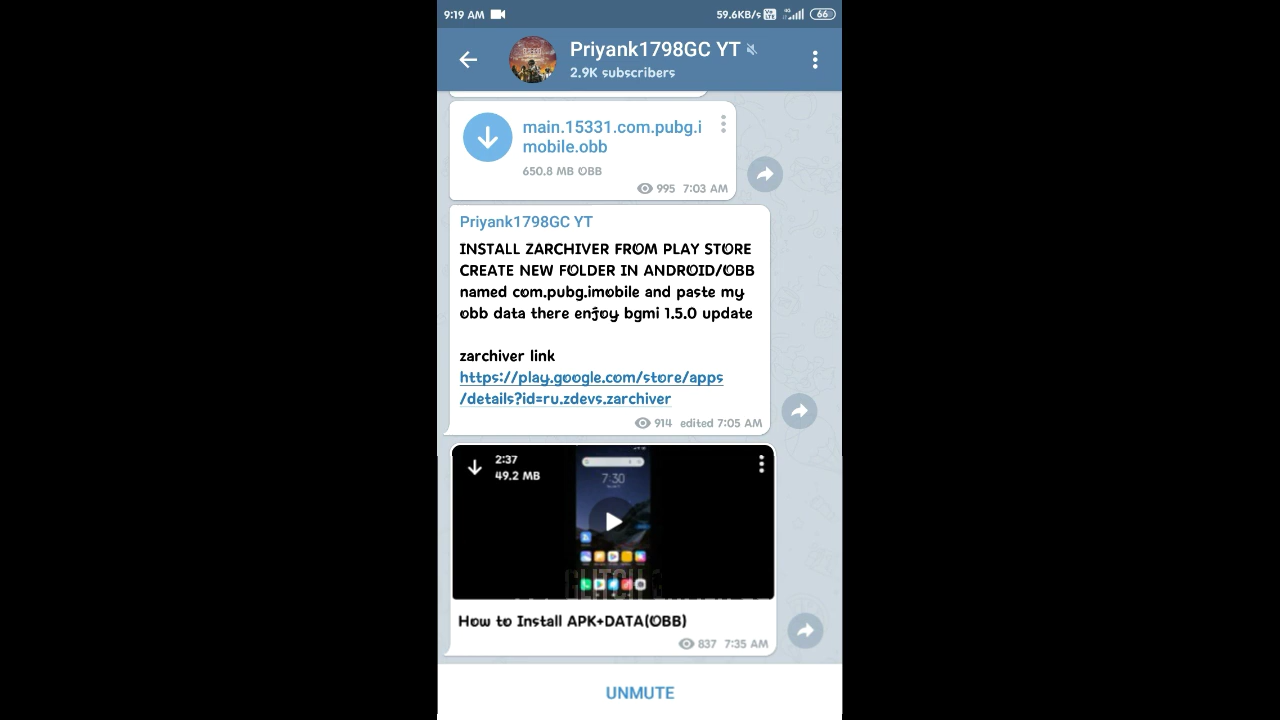 9:19 AM 59.6KB/s Vo LTE 4G 66
Priyank1798GC YT
2.9K subscribers
main.15331.com.pubg.i
mobile.obb
650.8 MB OBB
995 7:03 AM
Priyank1798GC YT
INSTALL ZARCHIVER FROM PLAY STORE
CREATE NEW FOLDER IN ANDROID/OBB
named com.pubg.imobile and paste my
obb data there enjoy bgmi 1.5.0 update
zarchiver link
https://play.google.com/store/apps
/details?id=ru.zdevs.zarchiver
914 edited 7:05 AM
2:37
49.2 MB
7:30
How to Install APK+DATA(OBB)
837 7:35 AM
UNMUTE